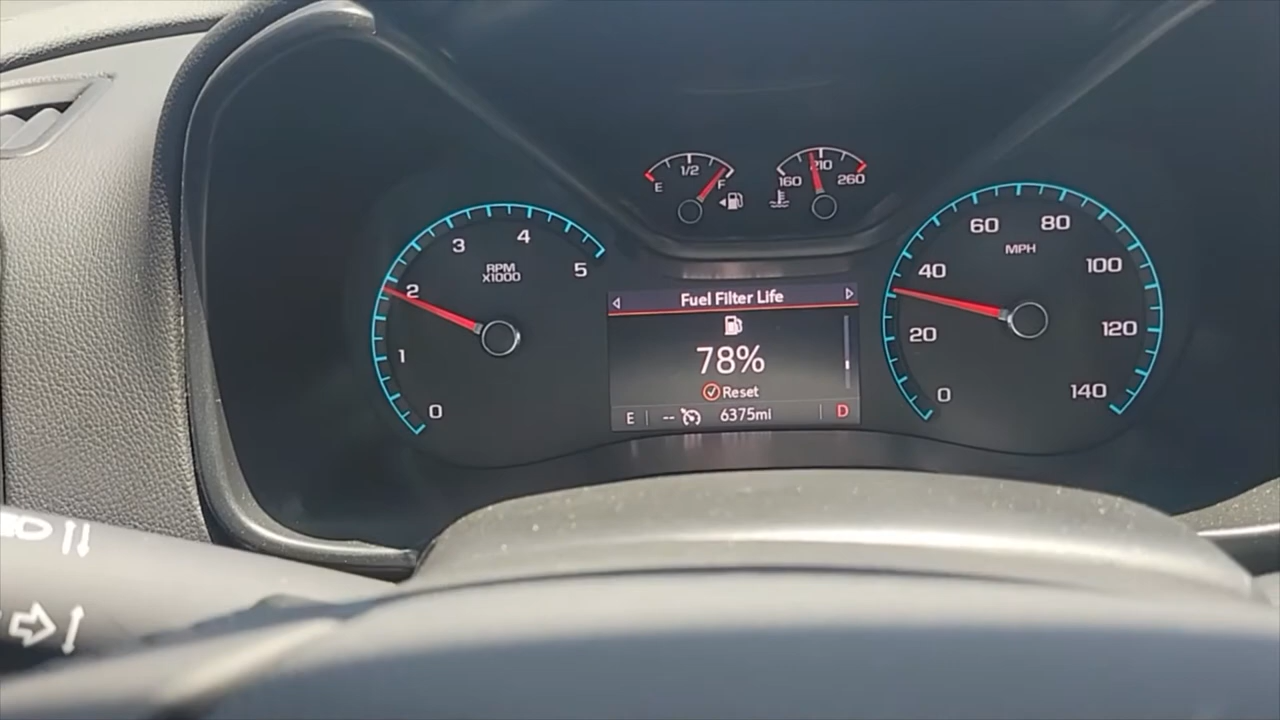 E 1/2 F
160 210 260
0 1 2 3 4 5
RPM
X1000
Fuel Filter Life
78%
Reset
E -- 6375mi D
0 20 40 60 80 100 120 140
MPH